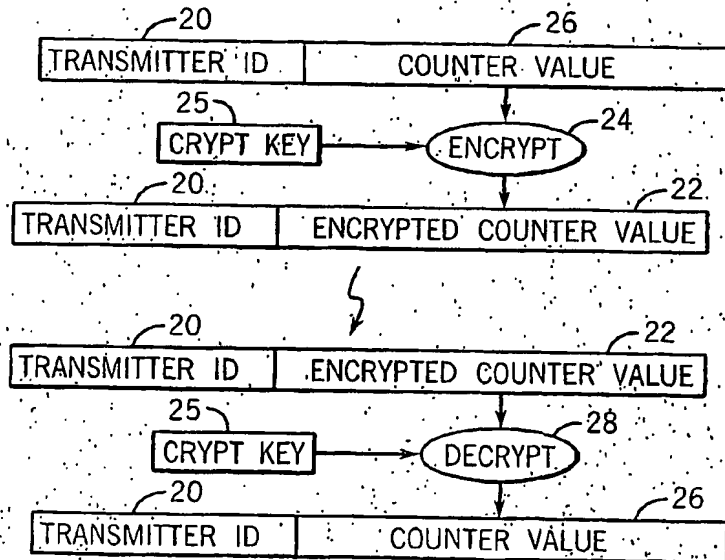 20 26
TRANSMITTER ID COUNTER VALUE
25 24
CRYPT KEY ENCRYPT
20 22
TRANSMITTER ID ENCRYPTED COUNTER VALUE
20 22
TRANSMITTER ID ENCRYPTED COUNTER VALUE
25 28
CRYPT KEY DECRYPT
20 26
TRANSMITTER ID COUNTER VALUE